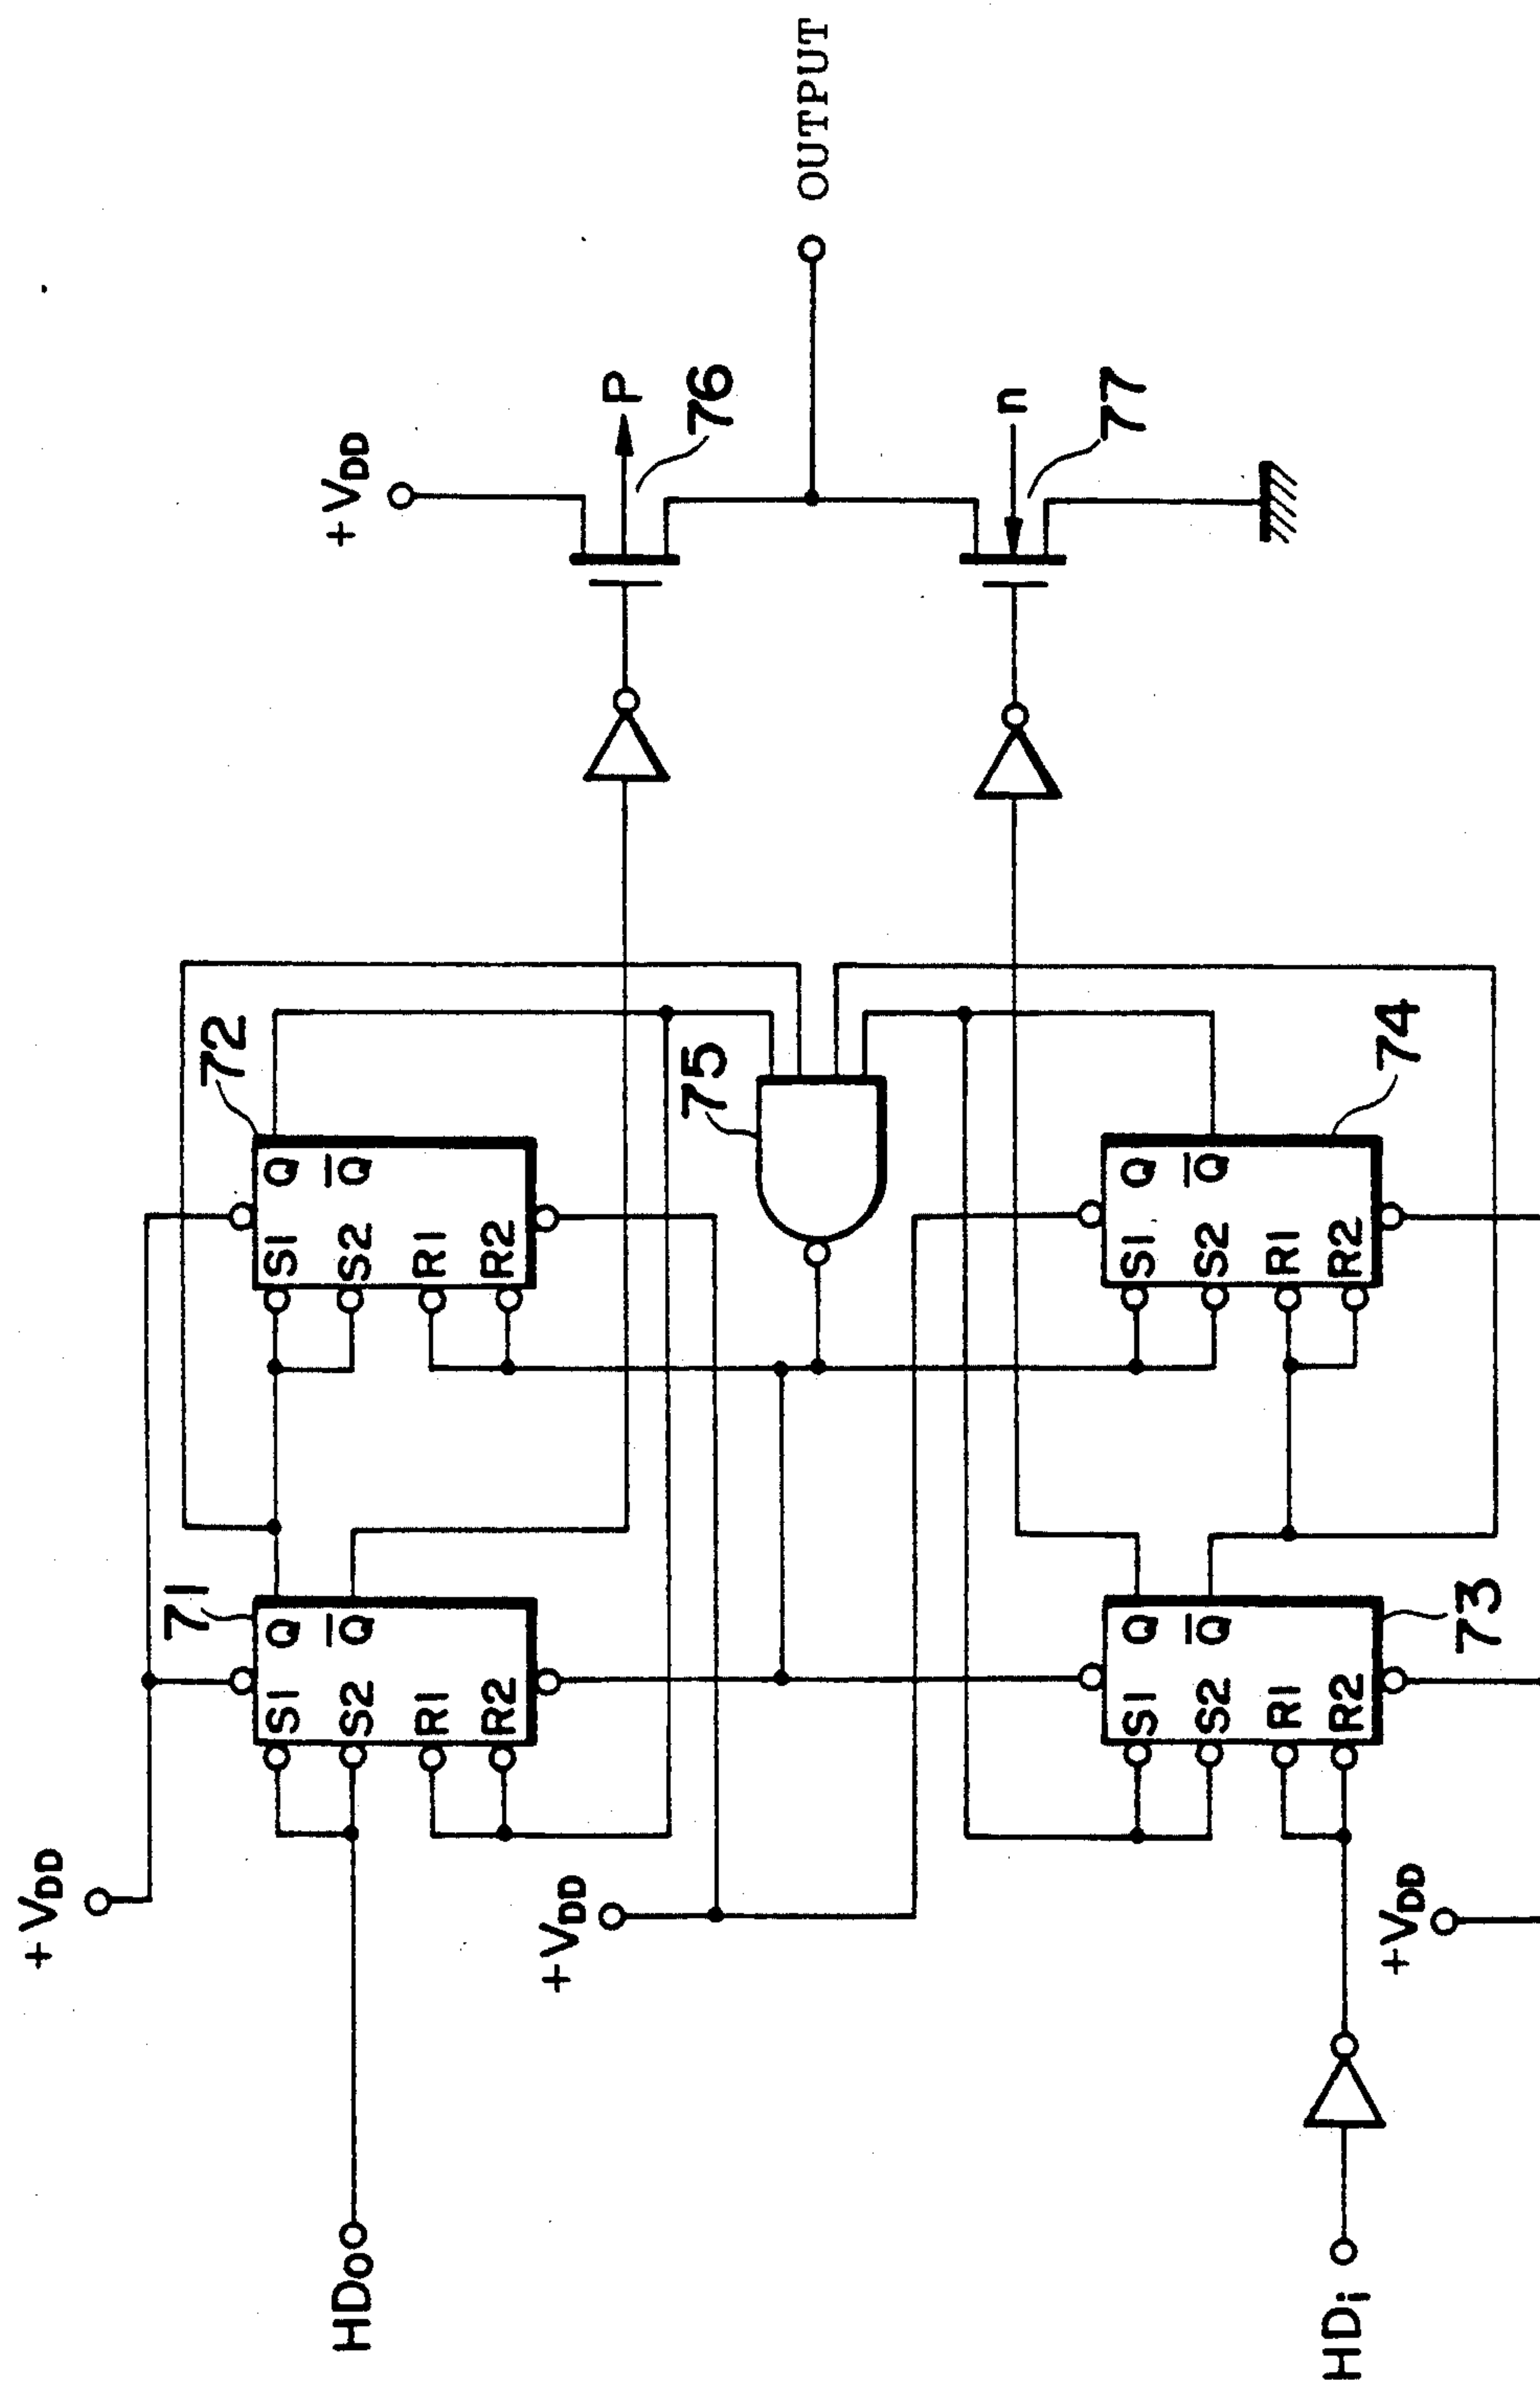 +VDD
HDo
71
S1 Q
S2 Q̅
R1
R2
72
S1 Q
S2 Q̅
R1
R2
+VDD
P
76
+VDD
75
OUTPUT
HDi
+VDD
73
S1 Q
S2 Q̅
R1
R2
74
S1 Q
S2 Q̅
R1
R2
n
77